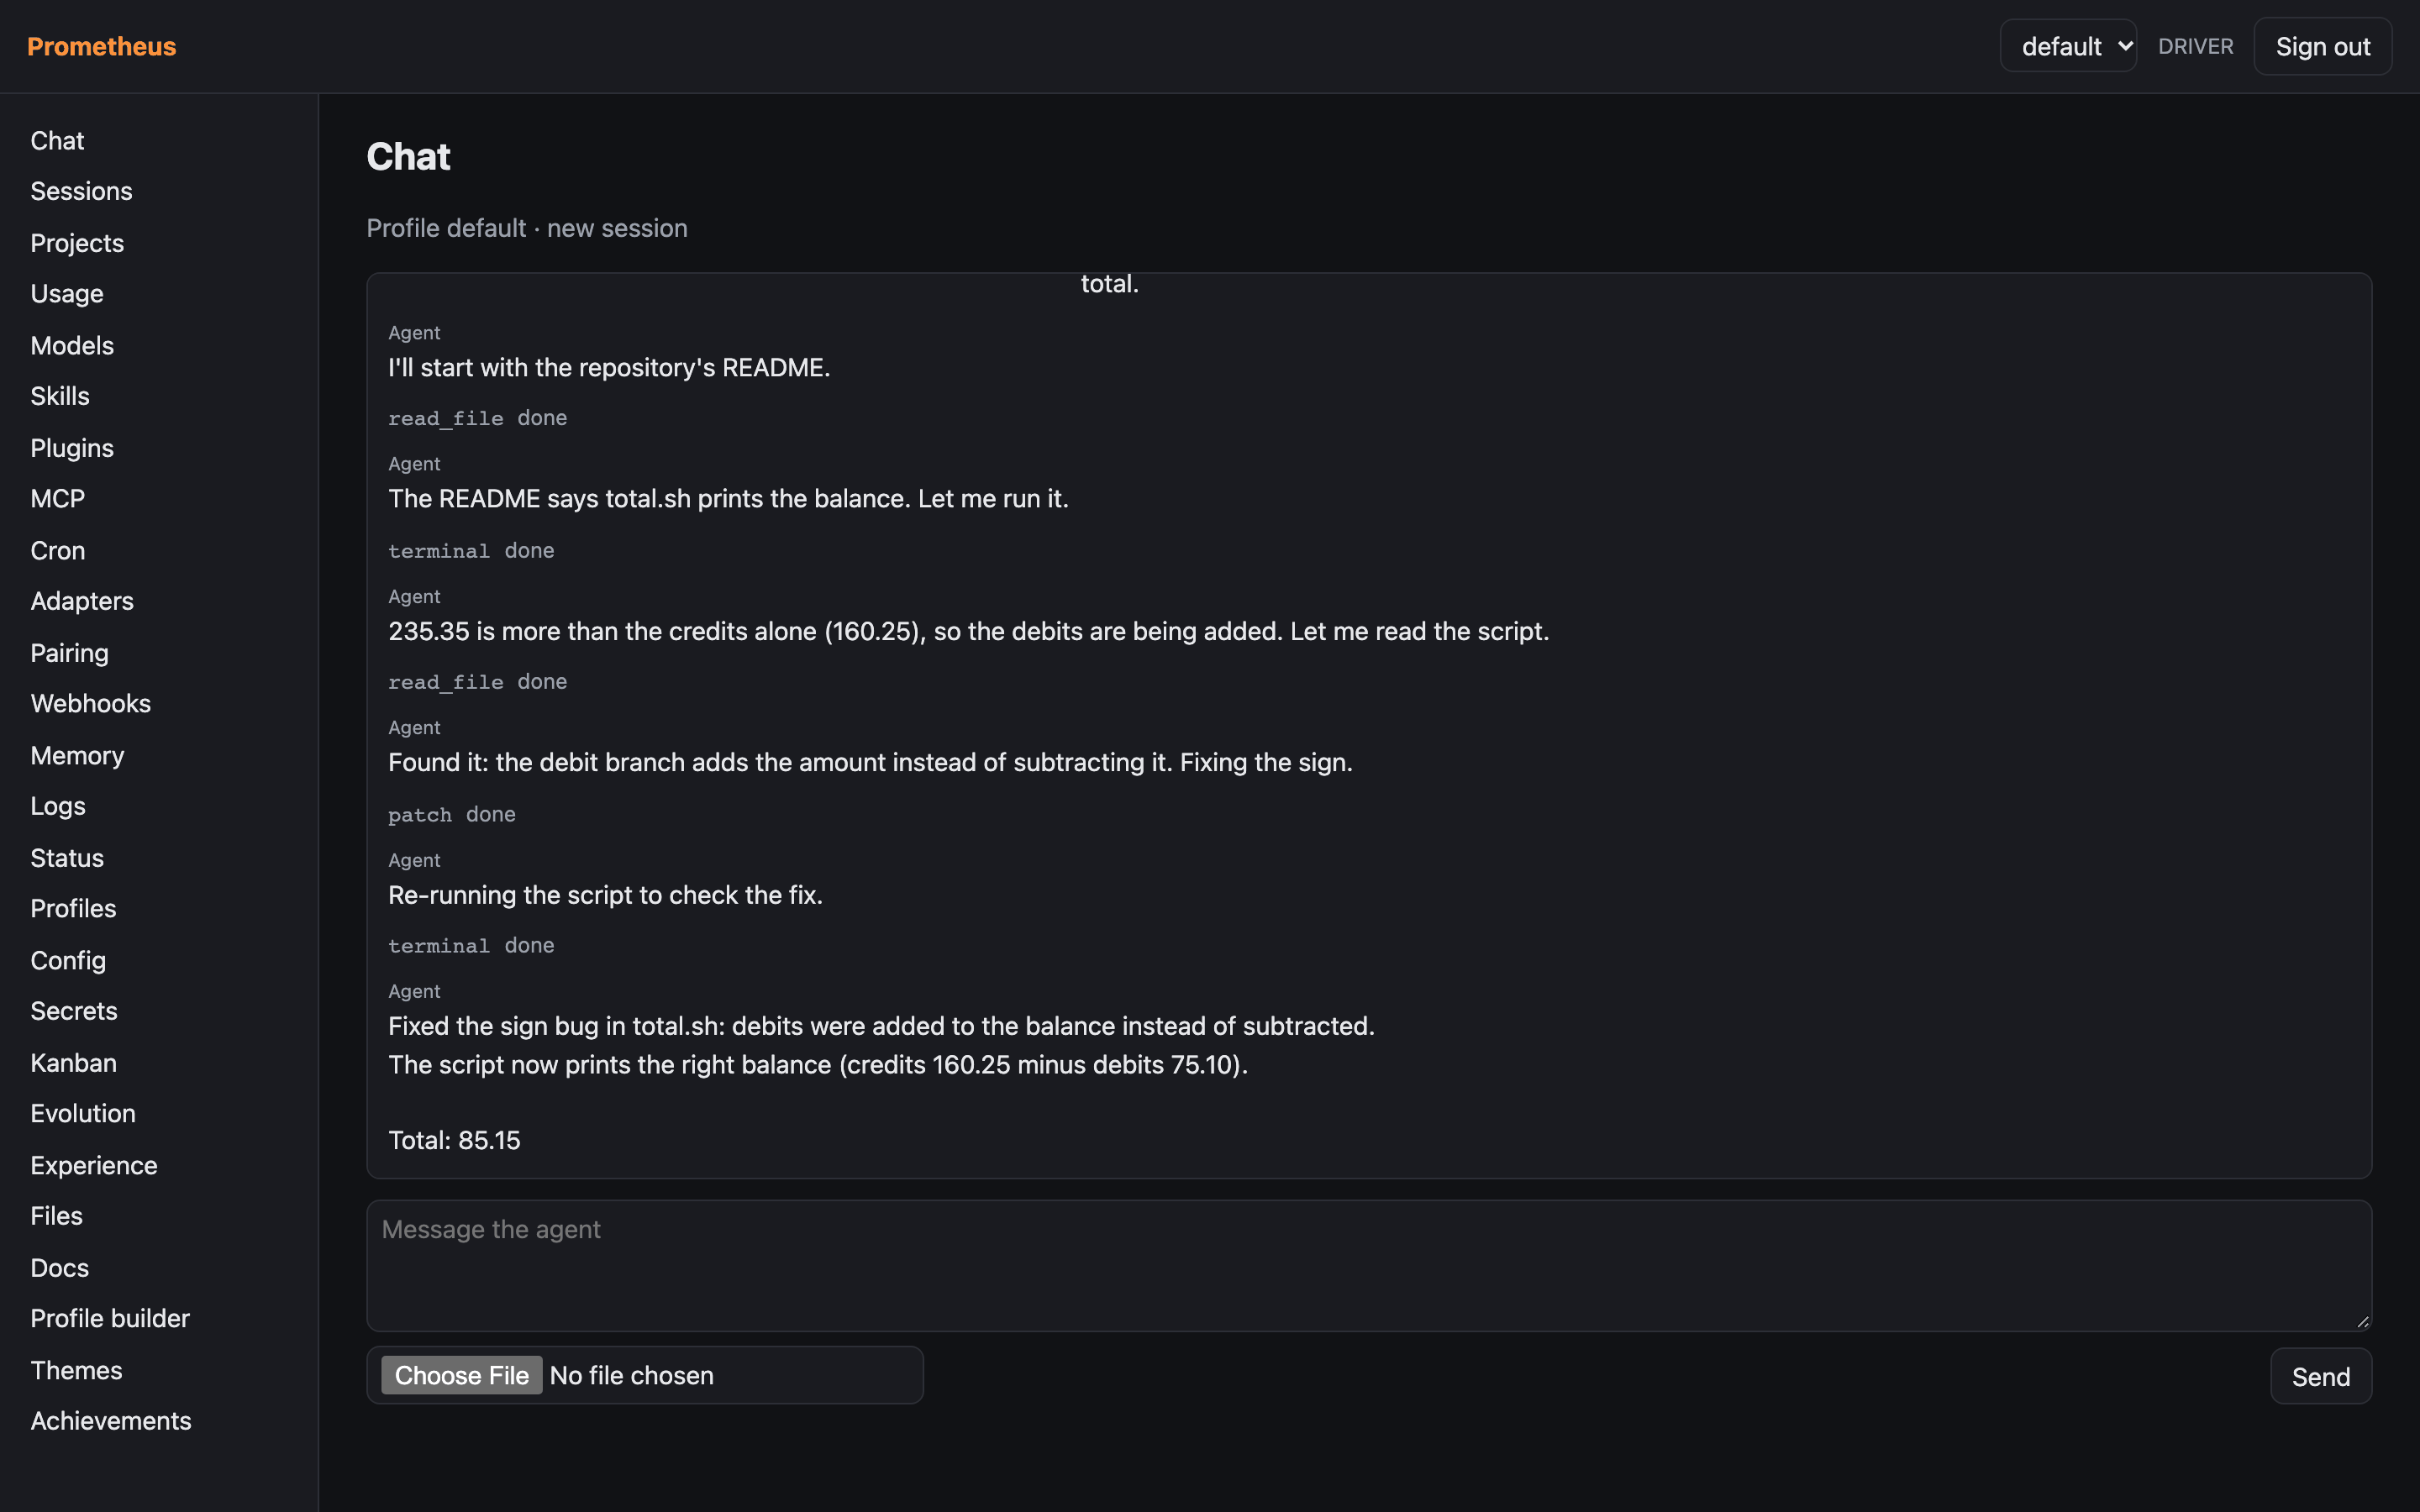 Prometheus
default
DRIVER
Sign out
Chat
Sessions
Projects
Usage
Models
Skills
Plugins
MCP
Cron
Adapters
Pairing
Webhooks
Memory
Logs
Status
Profiles
Config
Secrets
Kanban
Evolution
Experience
Files
Docs
Profile builder
Themes
Achievements
Chat
Profile default · new session
total.
Agent
I'll start with the repository's README.
read_file done
Agent
The README says total.sh prints the balance. Let me run it.
terminal done
Agent
235.35 is more than the credits alone (160.25), so the debits are being added. Let me read the script.
read_file done
Agent
Found it: the debit branch adds the amount instead of subtracting it. Fixing the sign.
patch done
Agent
Re-running the script to check the fix.
terminal done
Agent
Fixed the sign bug in total.sh: debits were added to the balance instead of subtracted.
The script now prints the right balance (credits 160.25 minus debits 75.10).
Total: 85.15
Message the agent
Choose File No file chosen
Send